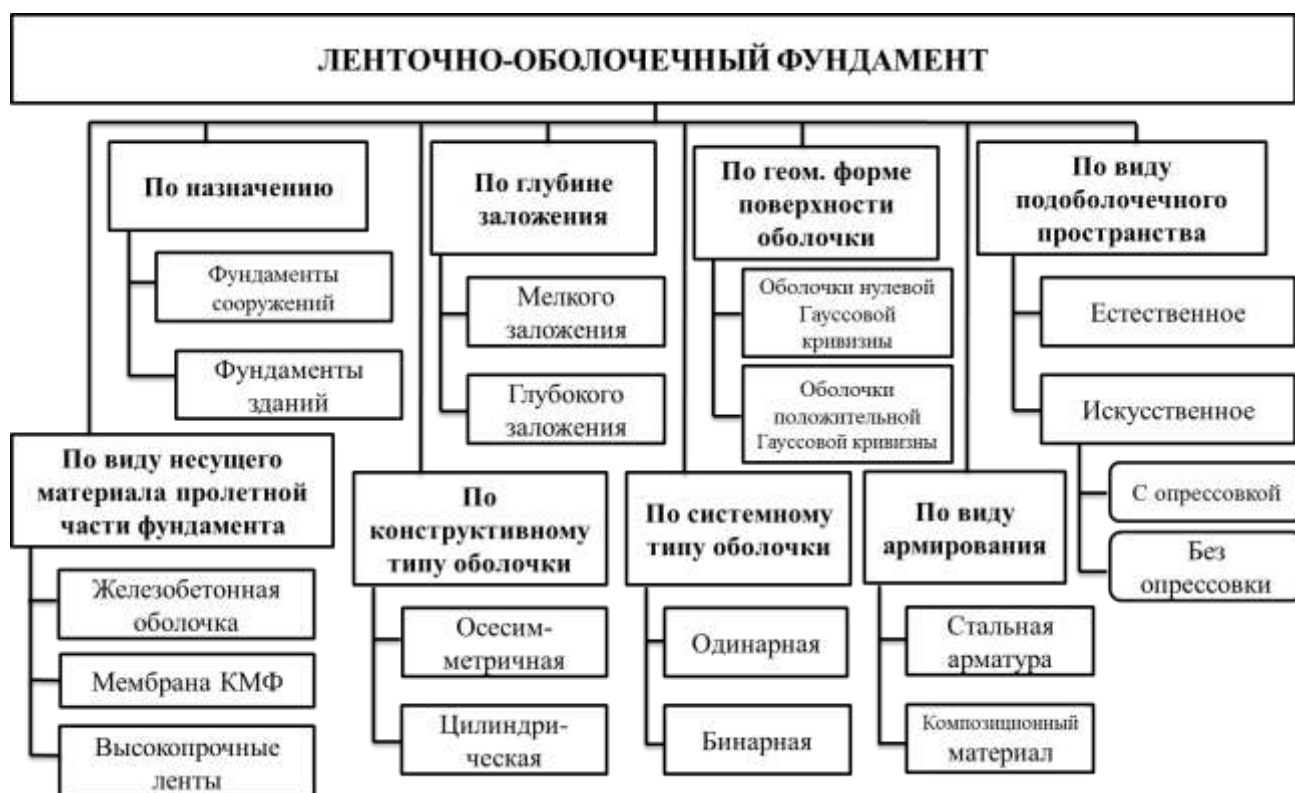 ЛЕНТОЧНО-ОБОЛОЧЕЧНЫЙ ФУНДАМЕНТ
По назначению
Фундаменты
сооружений
Фундаменты
зданий
По глубине
заложения
Мелкого
заложения
Глубокого
заложения
По геом. форме
поверхности
оболочки
Оболочки нулевой
Гауссовой
кривизны
Оболочки
положительной
Гауссовой кривизны
По виду
подоболочечного
пространства
Естественное
Искусственное
С опрессовкой
Без
опрессовки
По виду несущего
материала пролетной
части фундамента
Железобетонная
оболочка
Мембрана КМФ
Высокопрочные
ленты
По
конструктивному
типу оболочки
Осесим-
метричная
Цилиндри-
ческая
По системному
типу оболочки
Одинарная
Бинарная
По виду
армирования
Стальная
арматура
Композиционный
материал